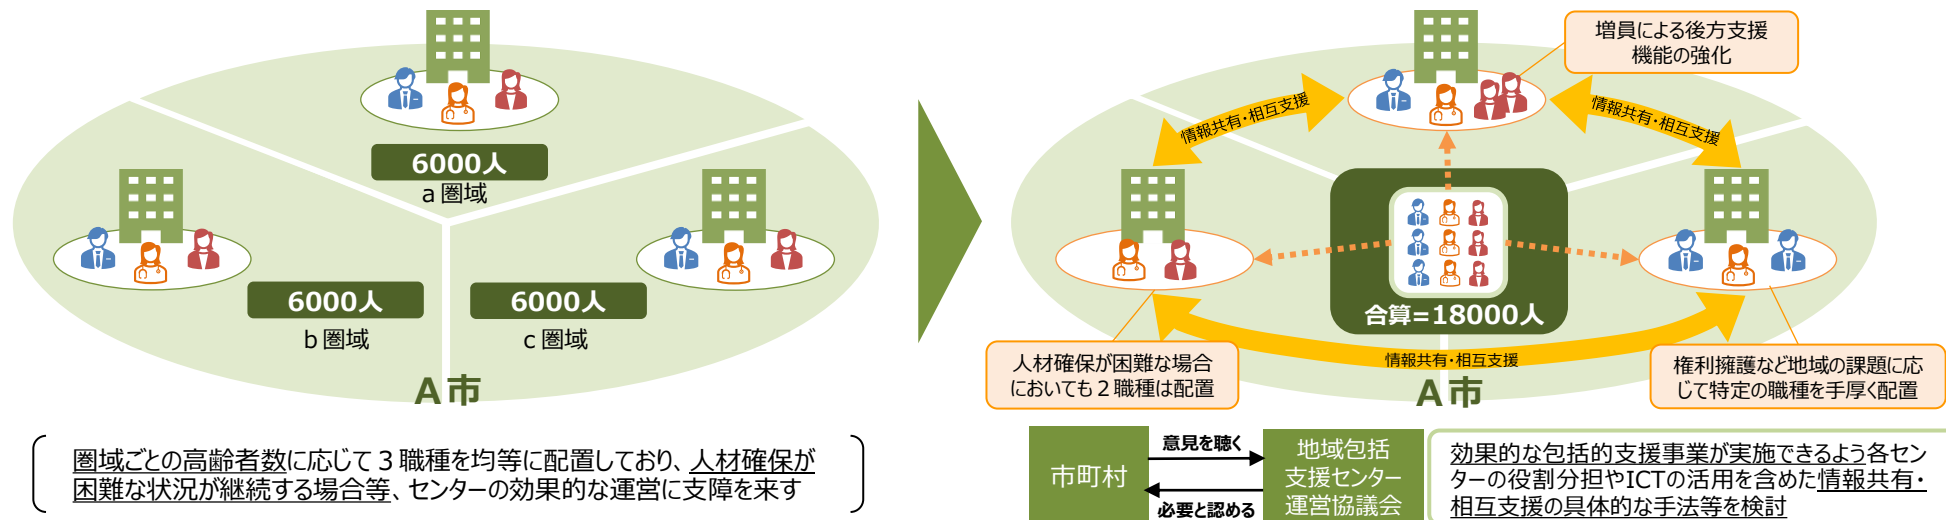 6000人
a 圏域
6000人
b 圏域
6000人
c 圏域
A 市
圏域ごとの高齢者数に応じて３職種を均等に配置しており、人材確保が
困難な状況が継続する場合等、センターの効果的な運営に支障を来す
増員による後方支援
機能の強化
情報共有・相互支援
情報共有・相互支援
合算=18000人
人材確保が困難な場合
においても２職種は配置
情報共有・相互支援
権利擁護など地域の課題に応
じて特定の職種を手厚く配置
A 市
市町村
意見を聴く
必要と認める
地域包括
支援センター
運営協議会
効果的な包括的支援事業が実施できるよう各セン
ターの役割分担やICTの活用を含めた情報共有・
相互支援の具体的な手法等を検討